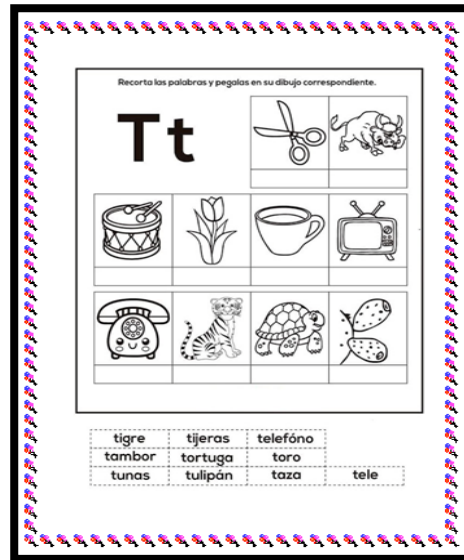 Recorta las palabras y pegalas en su dibujo correspondiente.
Tt
tigre tijeras telefóno
tambor tortuga toro
tunas tulipán taza tele